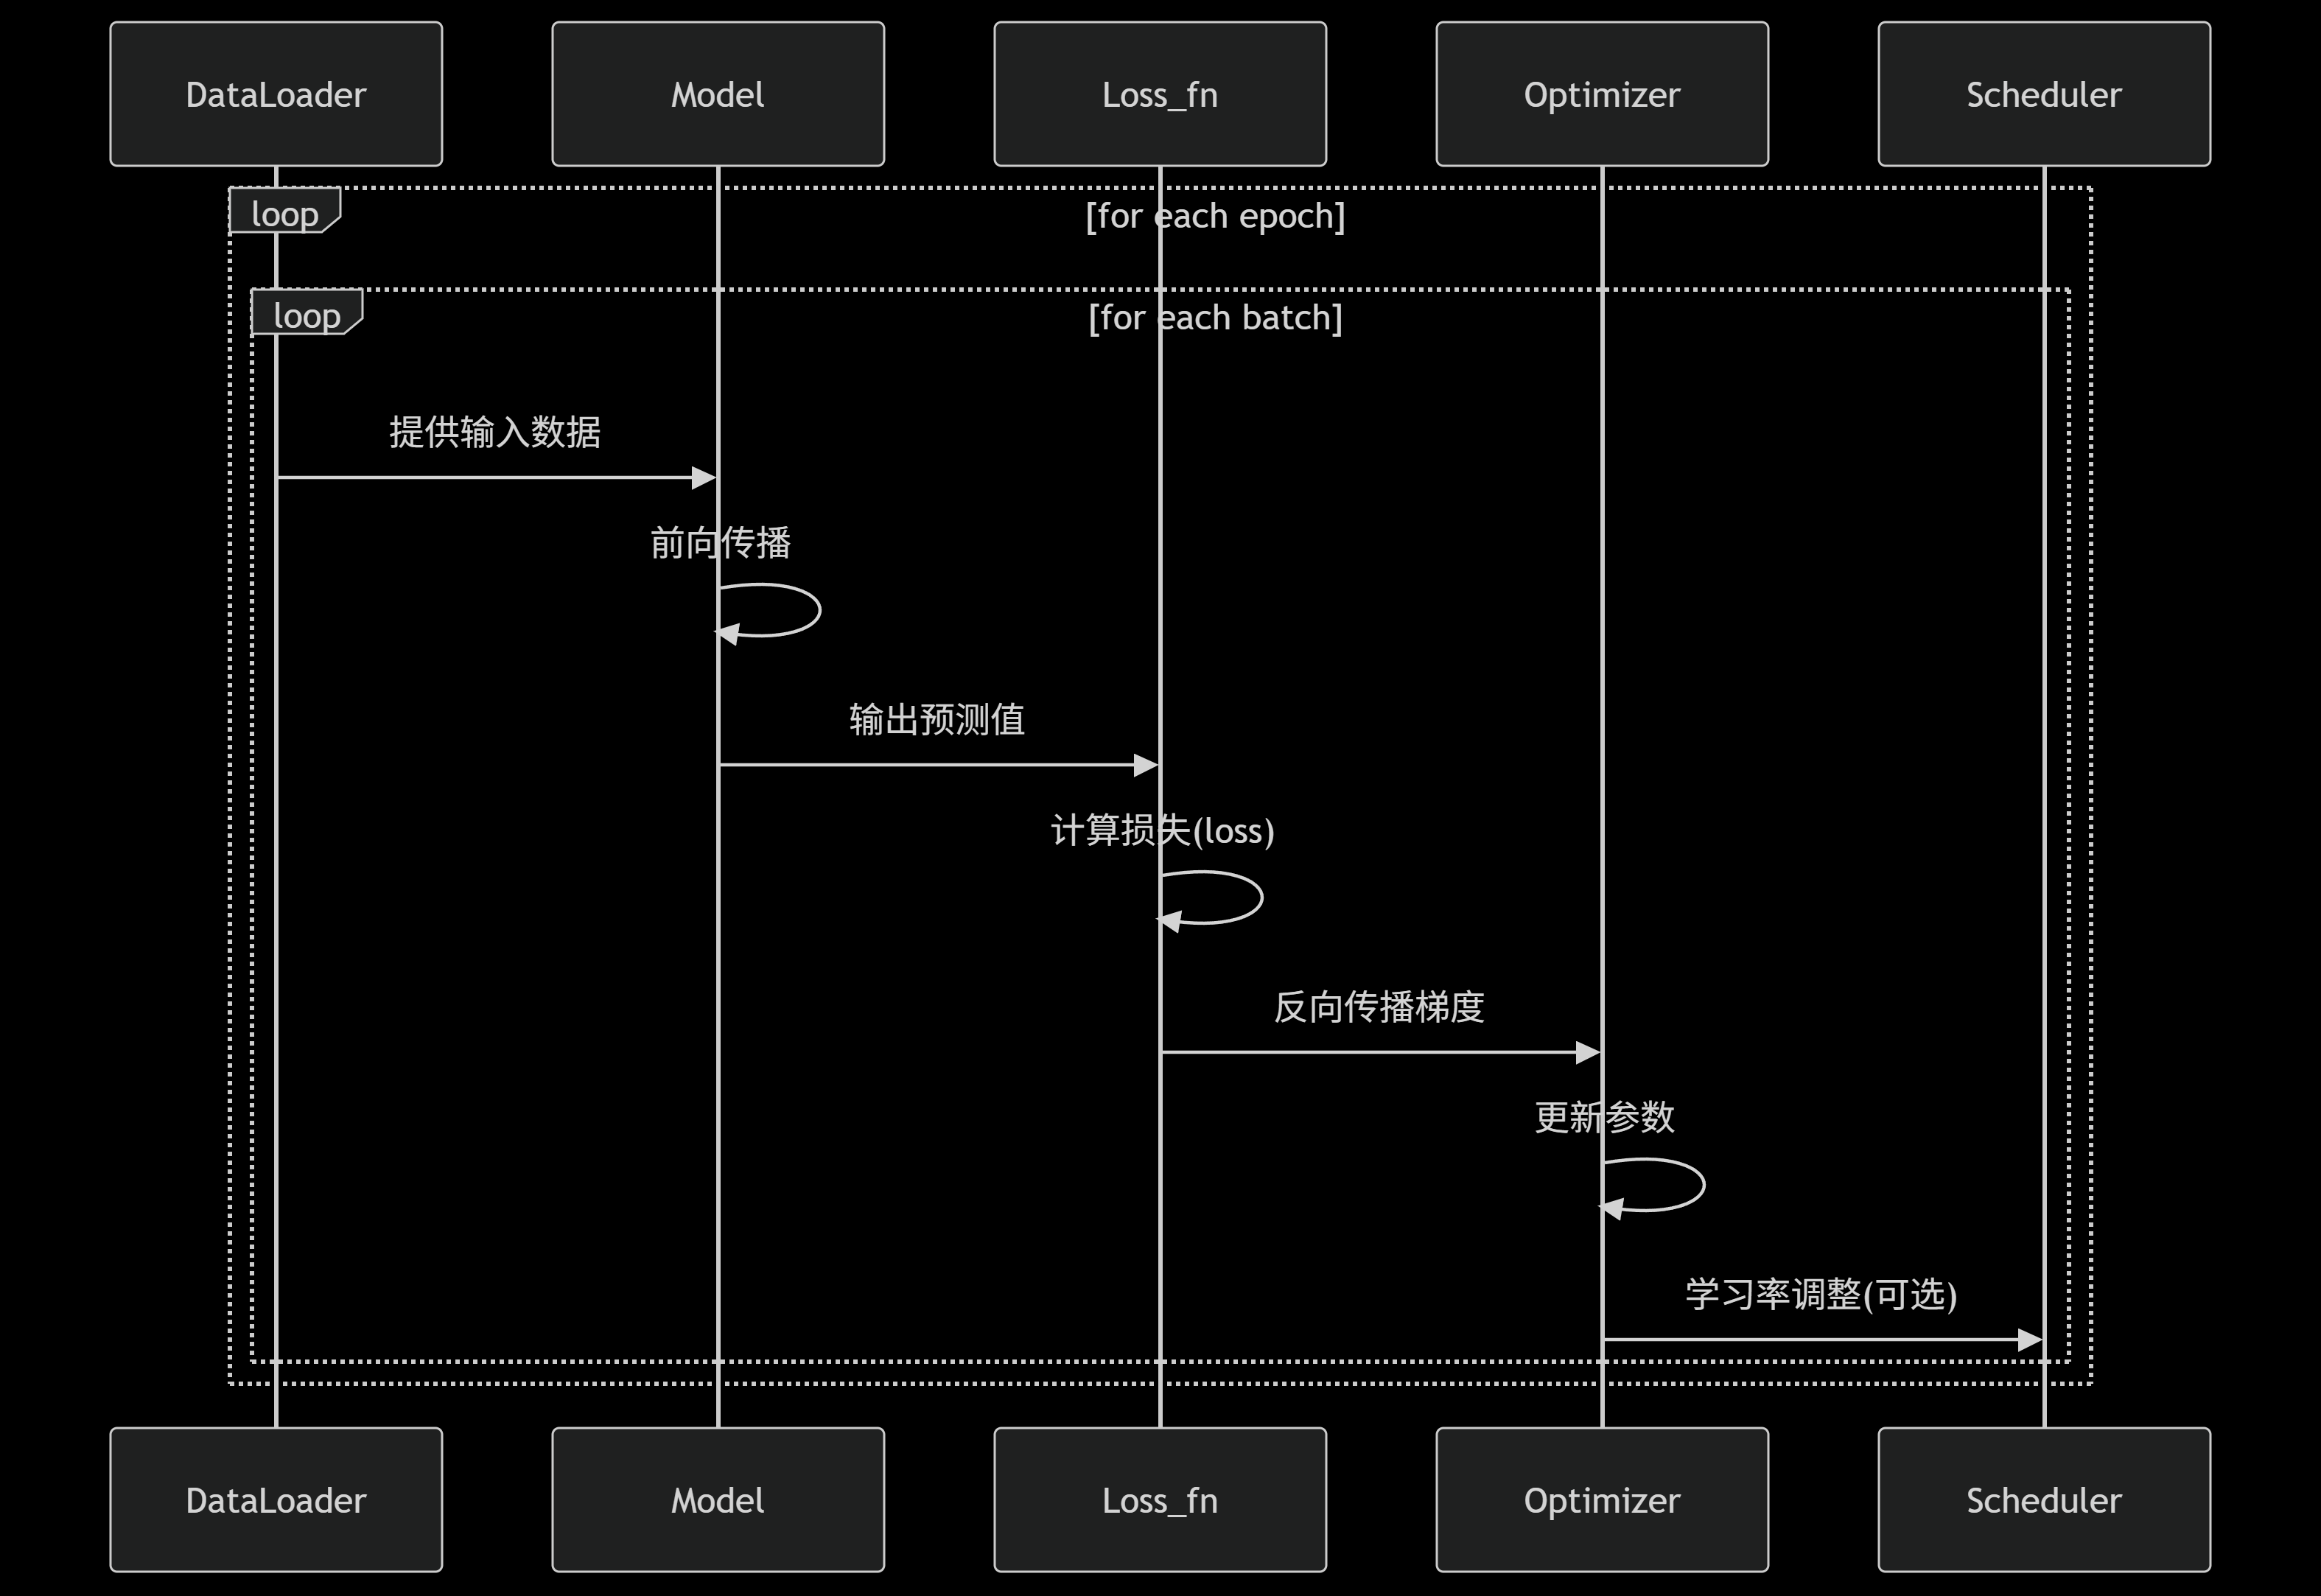 DataLoader
Model
Loss_fn
Optimizer
Scheduler
loop
[for each epoch]
loop
[for each batch]
提供输入数据
前向传播
输出预测值
计算损失(loss)
反向传播梯度
更新参数
学习率调整(可选)
DataLoader
Model
Loss_fn
Optimizer
Scheduler